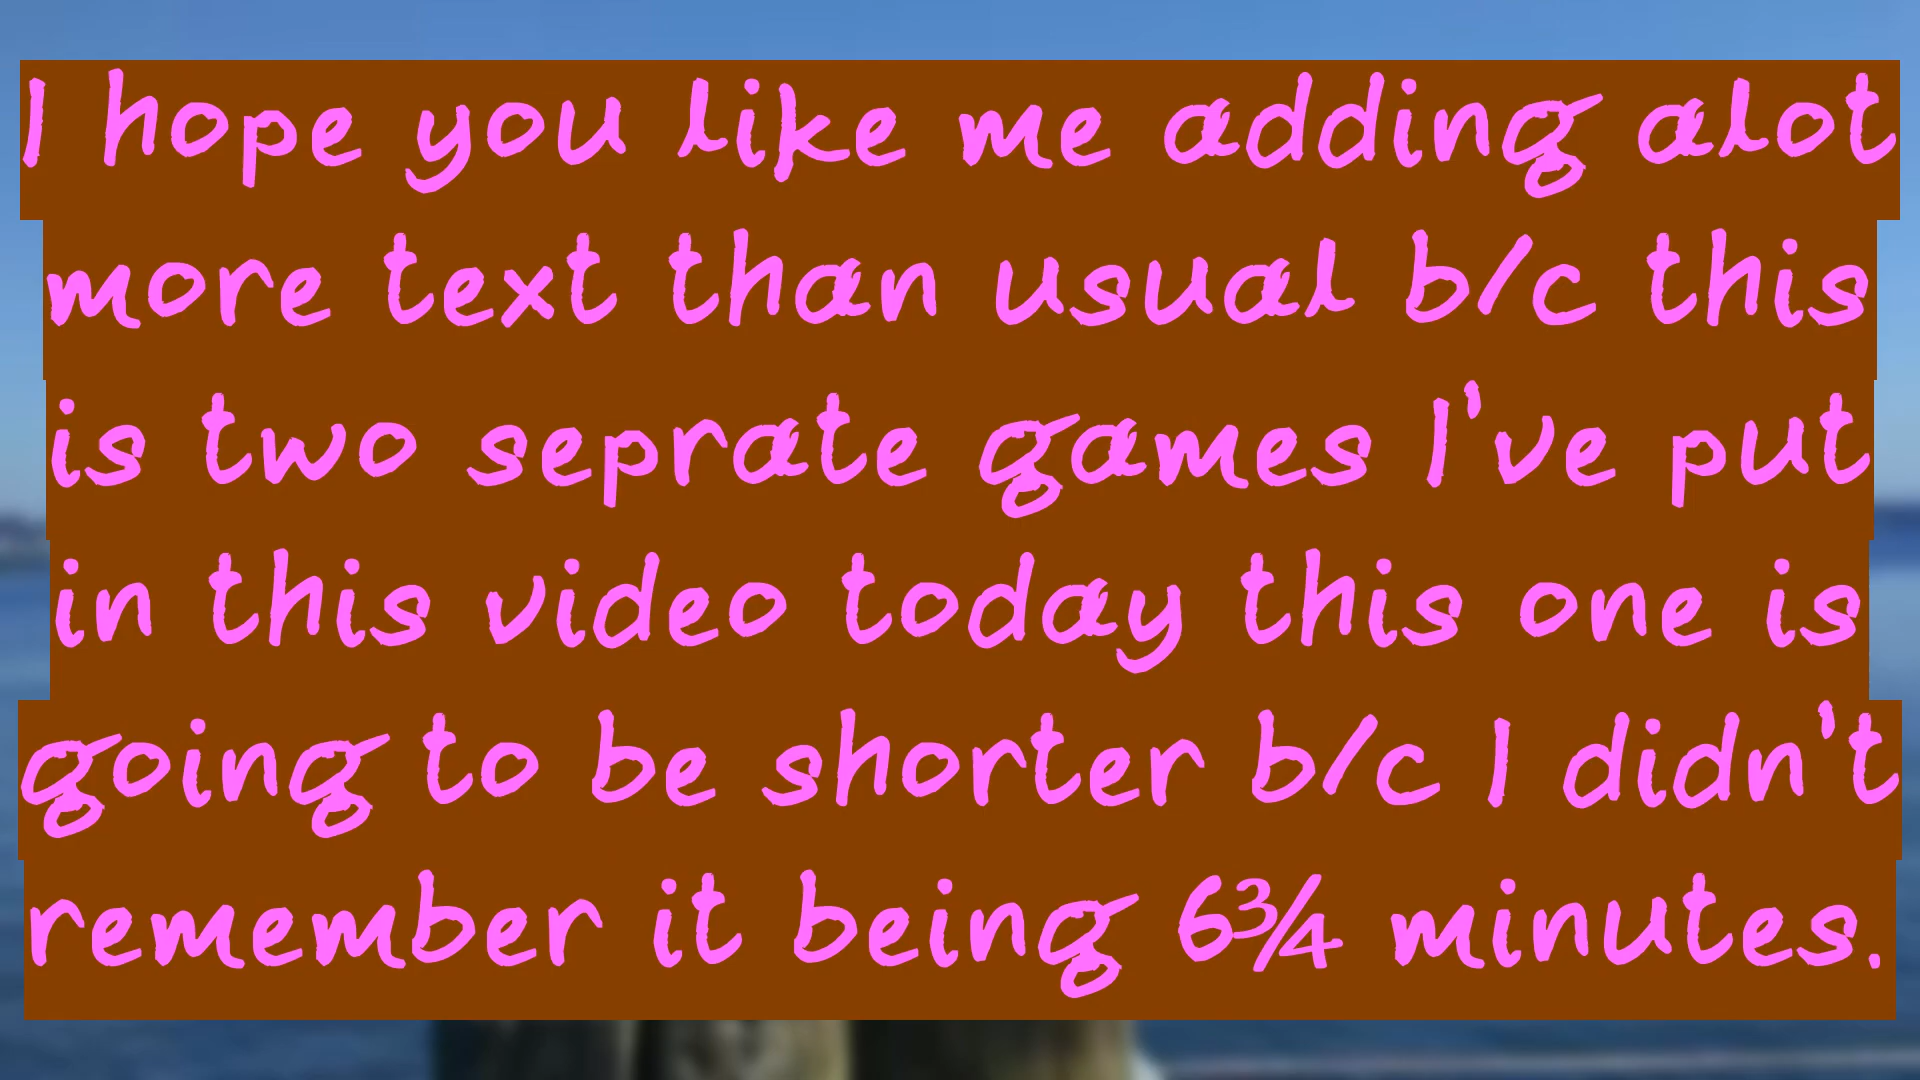 I hope you like me adding alot
more text than usual b/c this
is two seprate games I've put
in this video today this one is
going to be shorter b/c I didn't
remember it being 6¾ minutes.